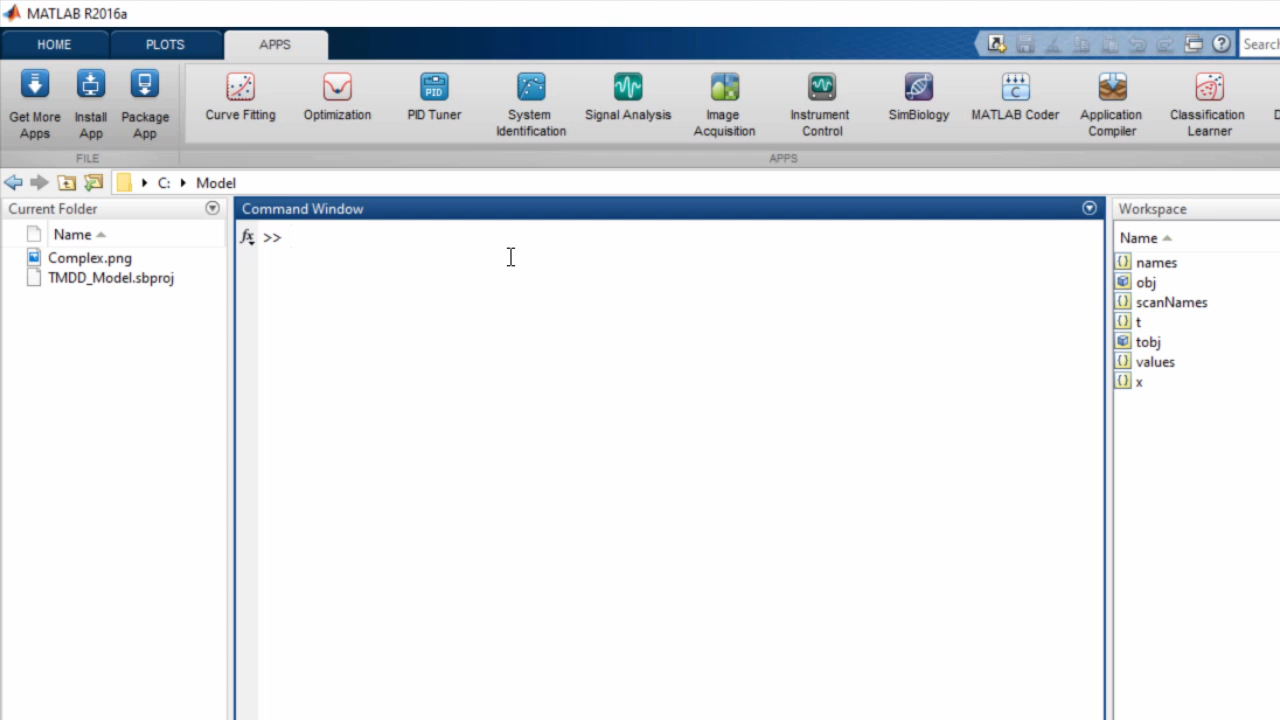 MATLAB R2016a
HOME
PLOTS
APPS
Search
Get More
Apps
Install
App
Package
App
Curve Fitting
Optimization
PID
PID Tuner
System
Identification
Signal Analysis
Image
Acquisition
Instrument
Control
SimBiology
C
MATLAB Coder
Application
Compiler
Classification
Learner
FILE
APPS
C:
Model
Current Folder
Name
Complex.png
TMDD_Model.sbproj
Command Window
fx >>
Workspace
Name
names
obj
scanNames
t
tobj
values
x